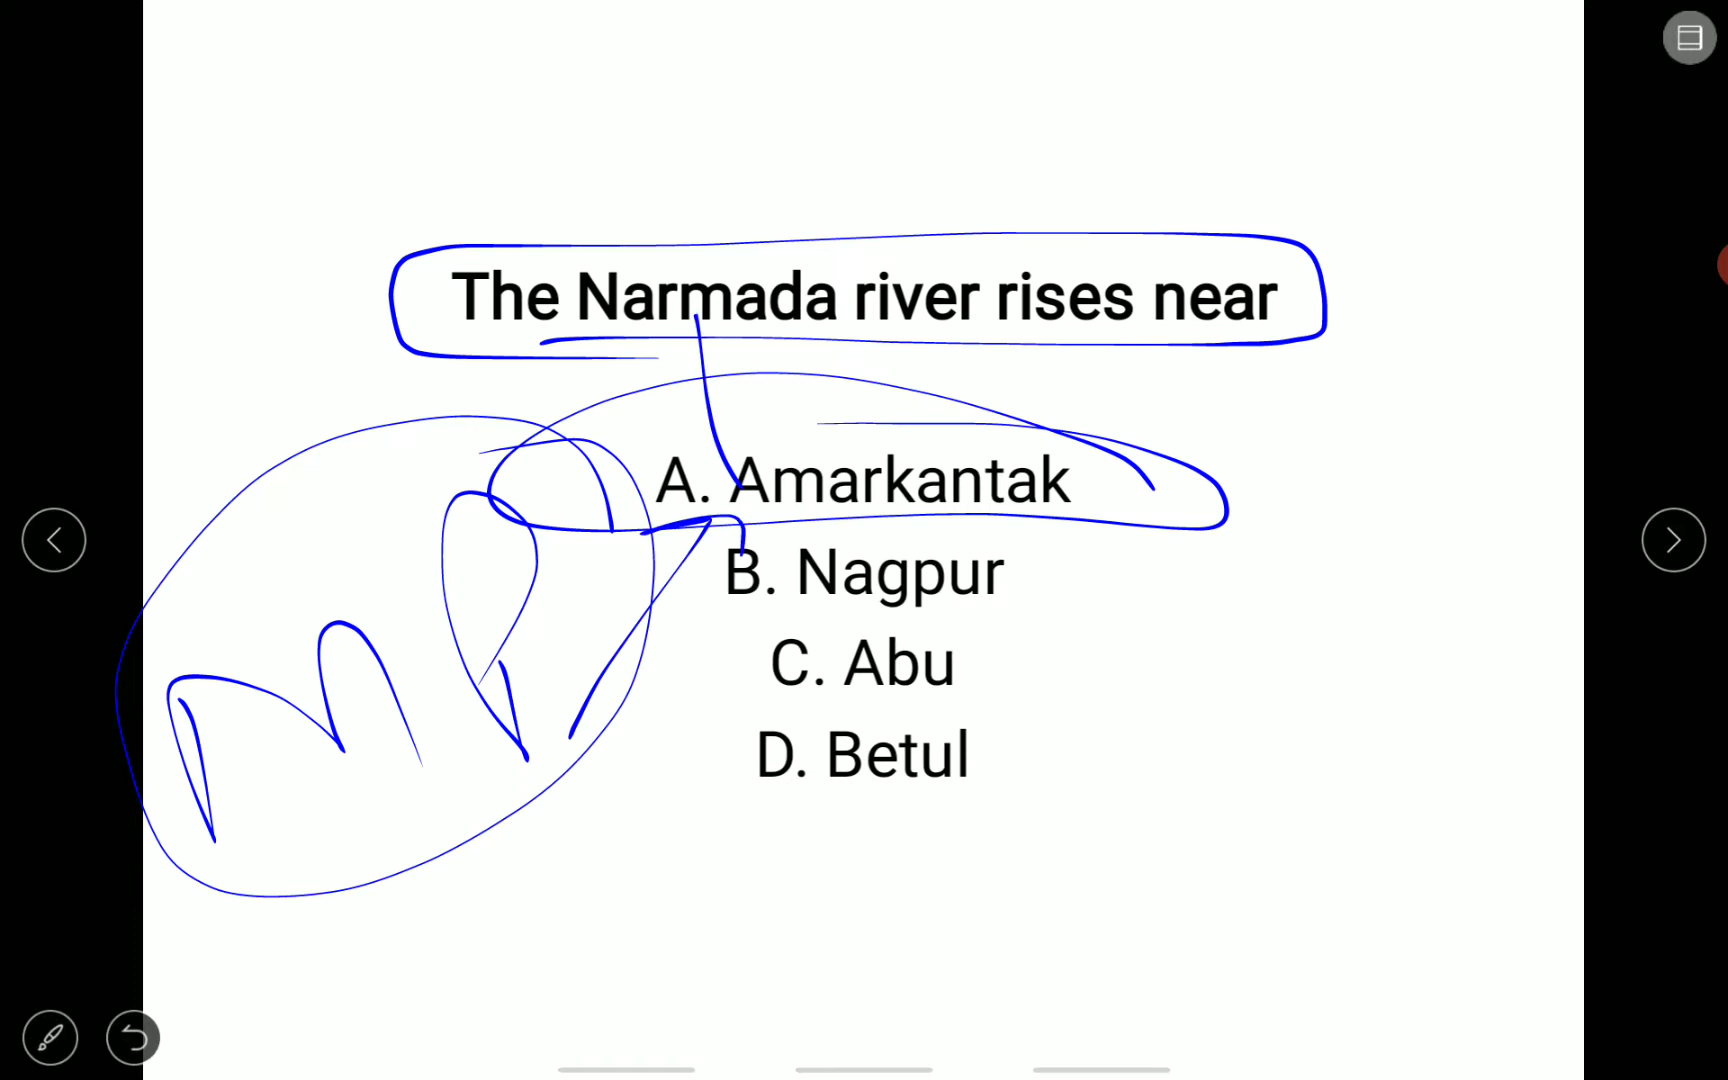 The Narmada river rises near
A. Amarkantak
B. Nagpur
C. Abu
D. Betul
MP